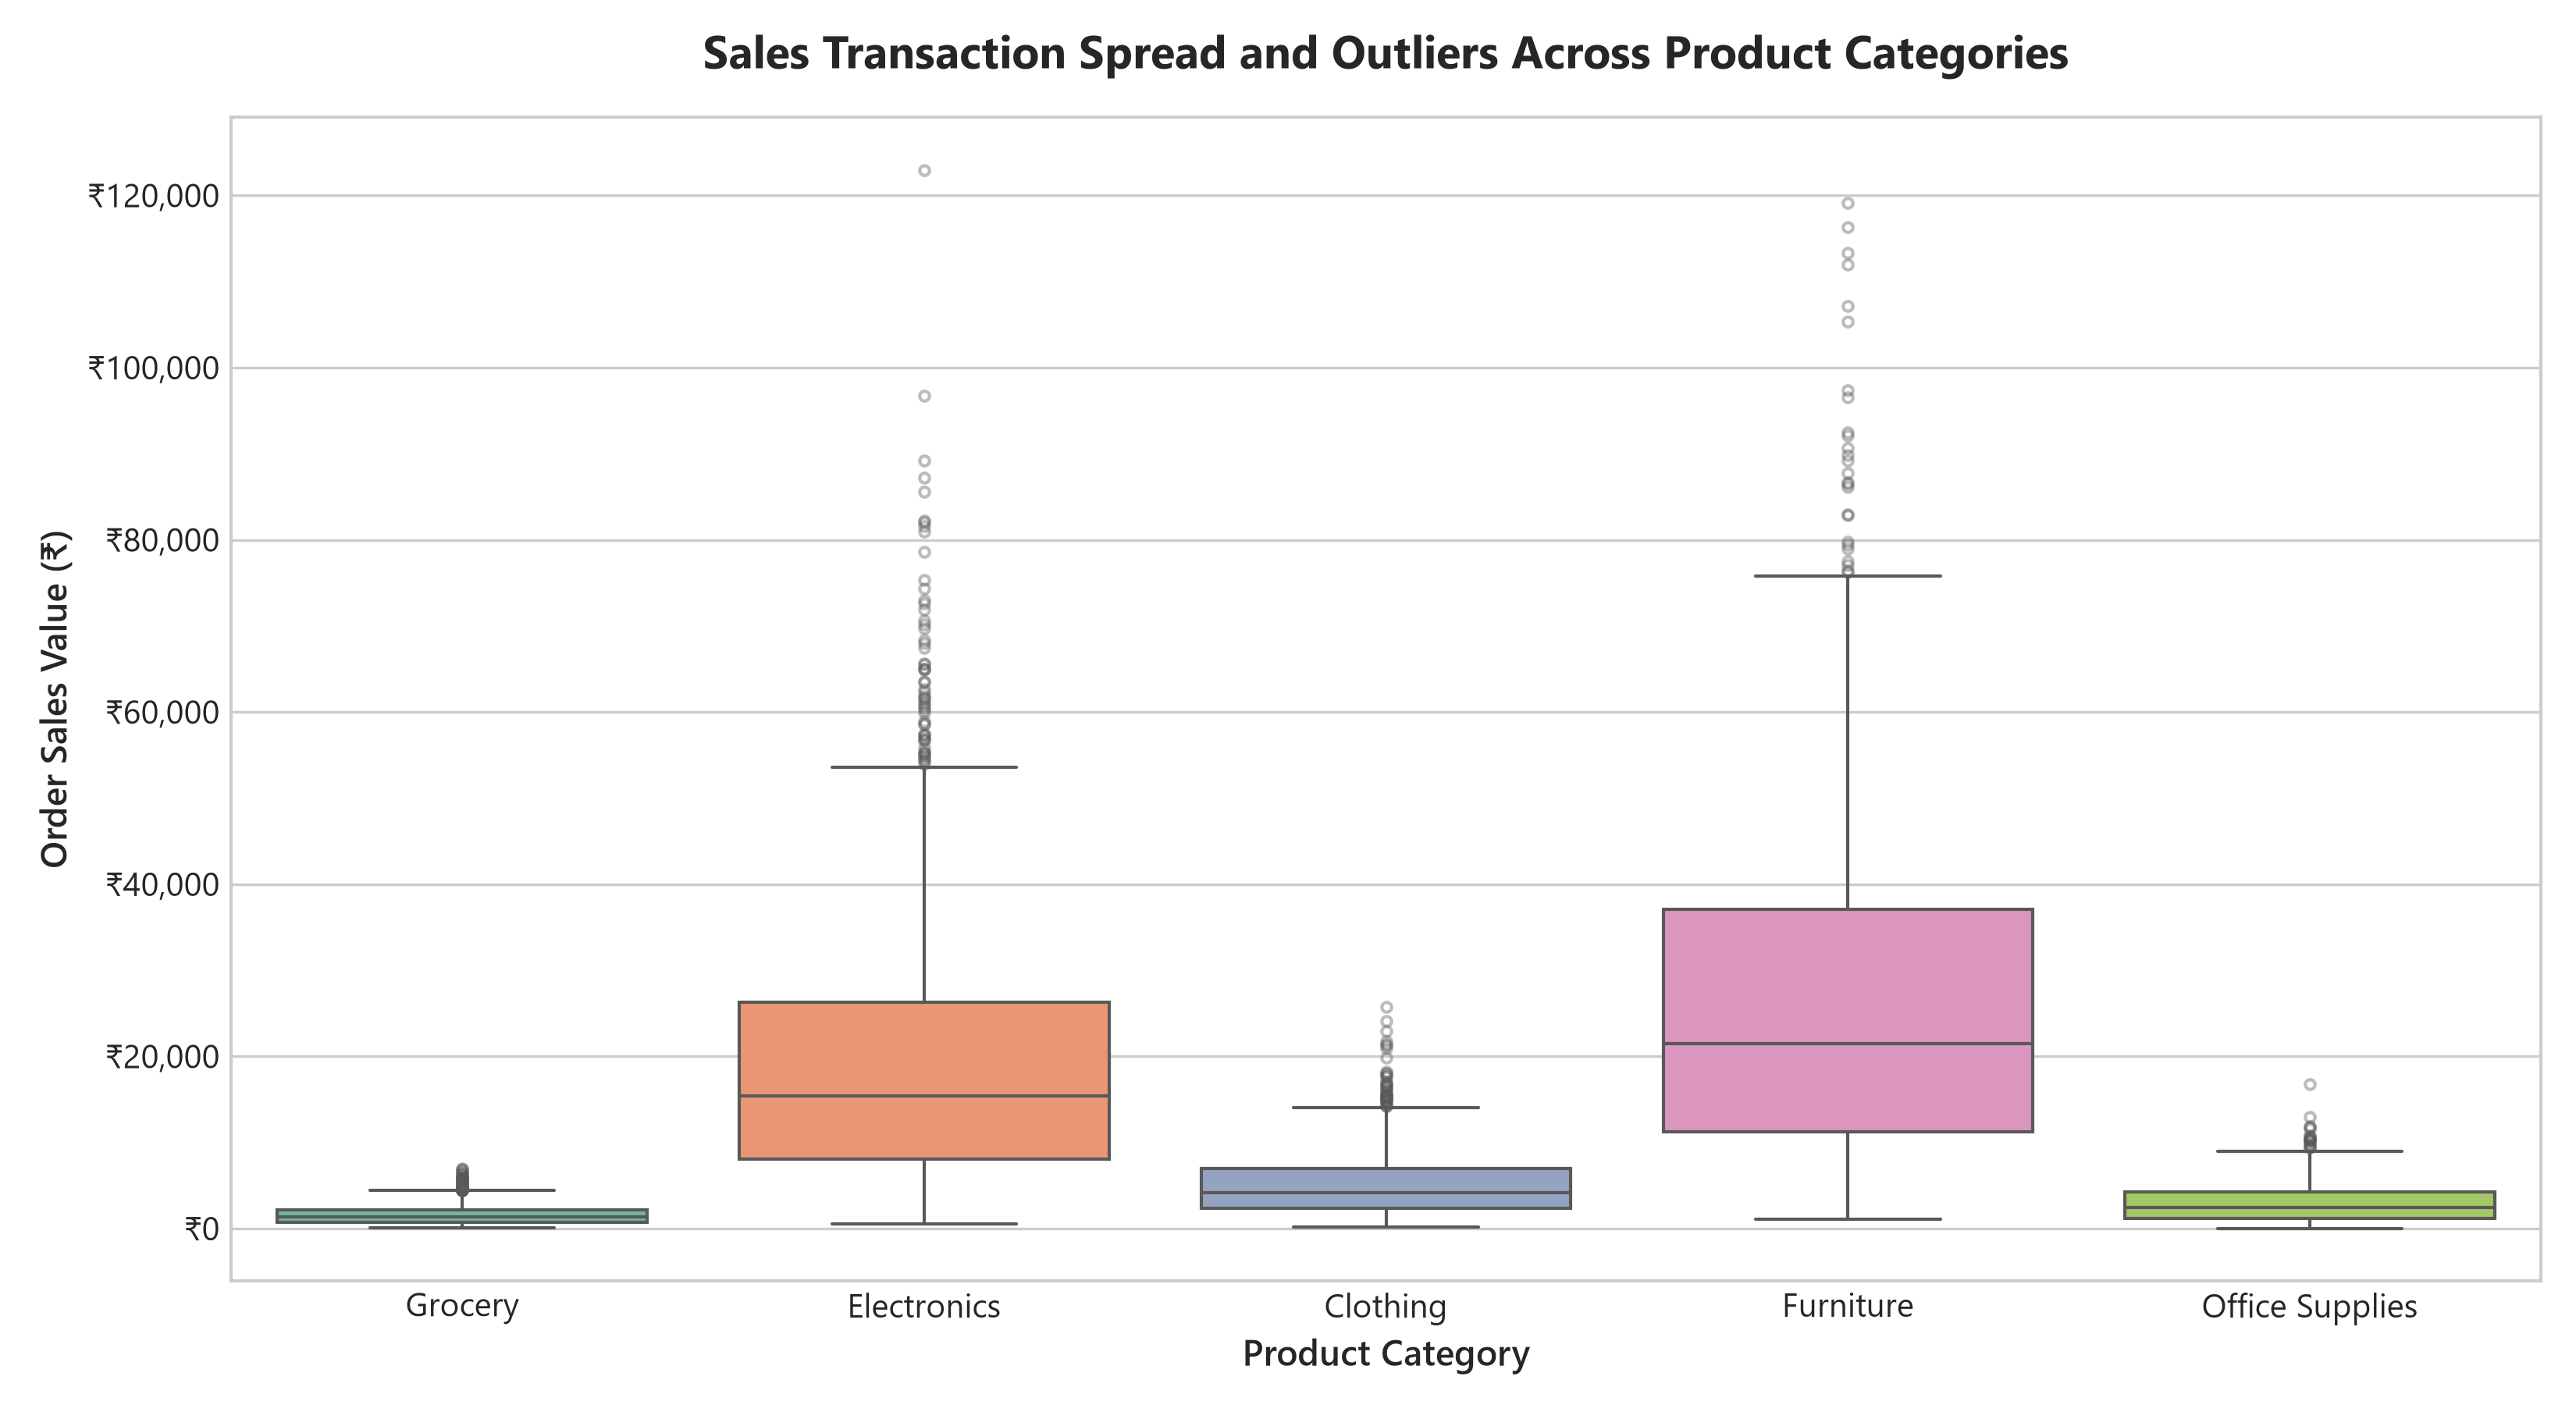 Sales Transaction Spread and Outliers Across Product Categories
₹120,000
₹100,000
₹80,000
₹60,000
₹40,000
₹20,000
₹0
Order Sales Value (₹)
Grocery
Electronics
Clothing
Furniture
Office Supplies
Product Category